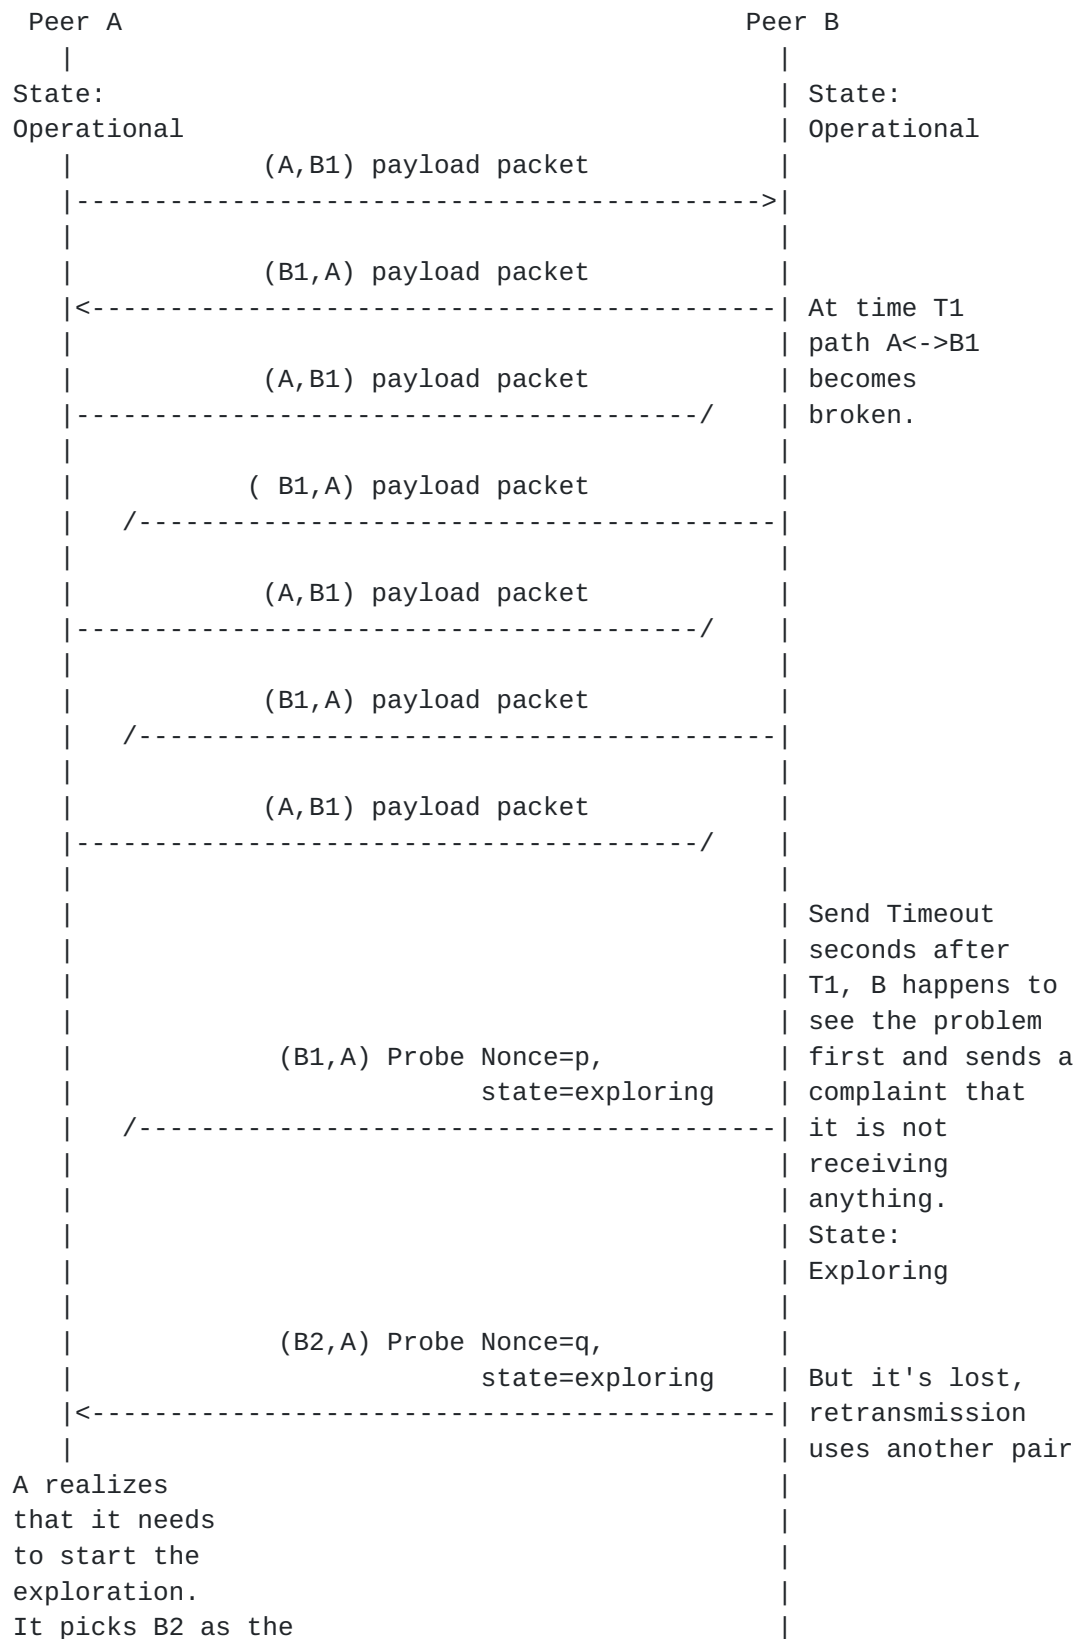 Peer A                                        Peer B
    |                                             |
 State:                                           | State:
 Operational                                      | Operational
    |            (A,B1) payload packet            |
    |-------------------------------------------->|
    |                                             |
    |            (B1,A) payload packet            |
    |<--------------------------------------------| At time T1
    |                                             | path A<->B1
    |            (A,B1) payload packet            | becomes
    |----------------------------------------/    | broken.
    |                                             |
    |           ( B1,A) payload packet            |
    |   /-----------------------------------------|
    |                                             |
    |            (A,B1) payload packet            |
    |----------------------------------------/    |
    |                                             |
    |            (B1,A) payload packet            |
    |   /-----------------------------------------|
    |                                             |
    |            (A,B1) payload packet            |
    |----------------------------------------/    |
    |                                             |
    |                                             | Send Timeout
    |                                             | seconds after
    |                                             | T1, B happens to
    |                                             | see the problem
    |             (B1,A) Probe Nonce=p,           | first and sends a
    |                          state=exploring    | complaint that
    |   /-----------------------------------------| it is not
    |                                             | receiving
    |                                             | anything.
    |                                             | State:
    |                                             | Exploring
    |                                             |
    |             (B2,A) Probe Nonce=q,           |
    |                          state=exploring    | But it's lost,
    |<--------------------------------------------| retransmission
    |                                             | uses another pair
 A realizes                                       |
 that it needs                                    |
 to start the                                     |
 exploration.                                     |
 It picks B2 as the                               |